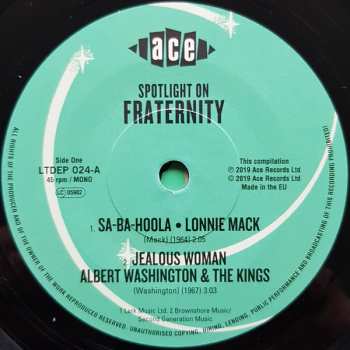 ace
SPOTLIGHT ON
FRATERNITY
Side One
LTDEP 024-A
45 rpm / MONO
LC 05982
This compilation
℗ 2019 Ace Records Ltd
© 2019 Ace Records Ltd
Made in the EU
1. SA-BA-HOOLA • LONNIE MACK
(Mack) (1964) 2.05
2. JEALOUS WOMAN
ALBERT WASHINGTON & THE KINGS
(Washington) (1967) 3.03
1 Lark Music Ltd. 2 Brownshore Music/
Second Generation Music
ALL RIGHTS OF THE PRODUCER AND OF THE OWNER OF THE WORK REPRODUCED RESERVED. UNAUTHORISED COPYING, HIRING, LENDING, PUBLIC PERFORMANCE AND BROADCASTING OF THIS RECORDING PROHIBITED